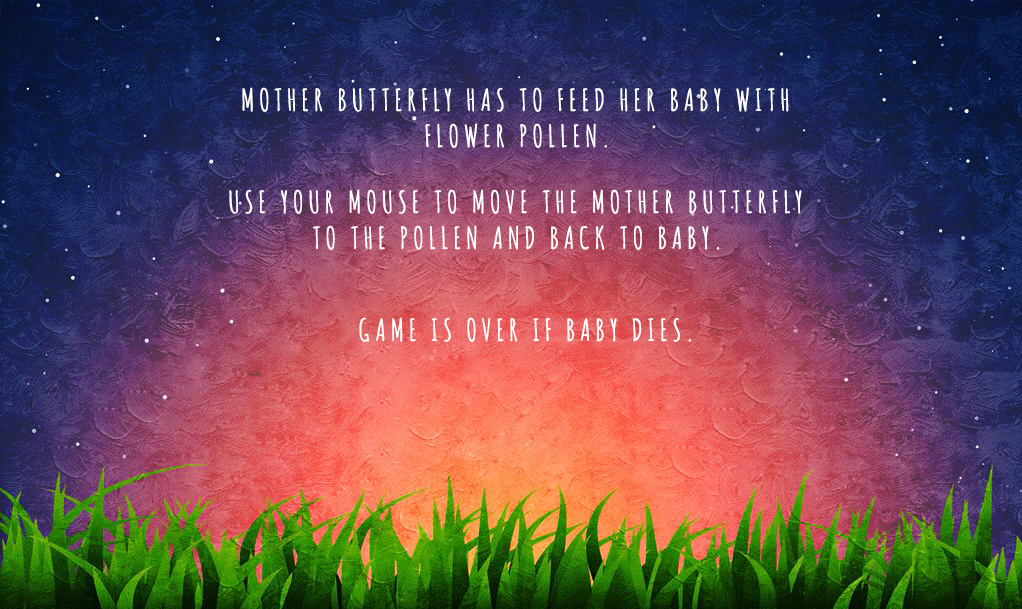 MOTHER BUTTERFLY HAS TO FEED HER BABY WITH
FLOWER POLLEN.
USE YOUR MOUSE TO MOVE THE MOTHER BUTTERFLY
TO THE POLLEN AND BACK TO BABY.
GAME IS OVER IF BABY DIES.